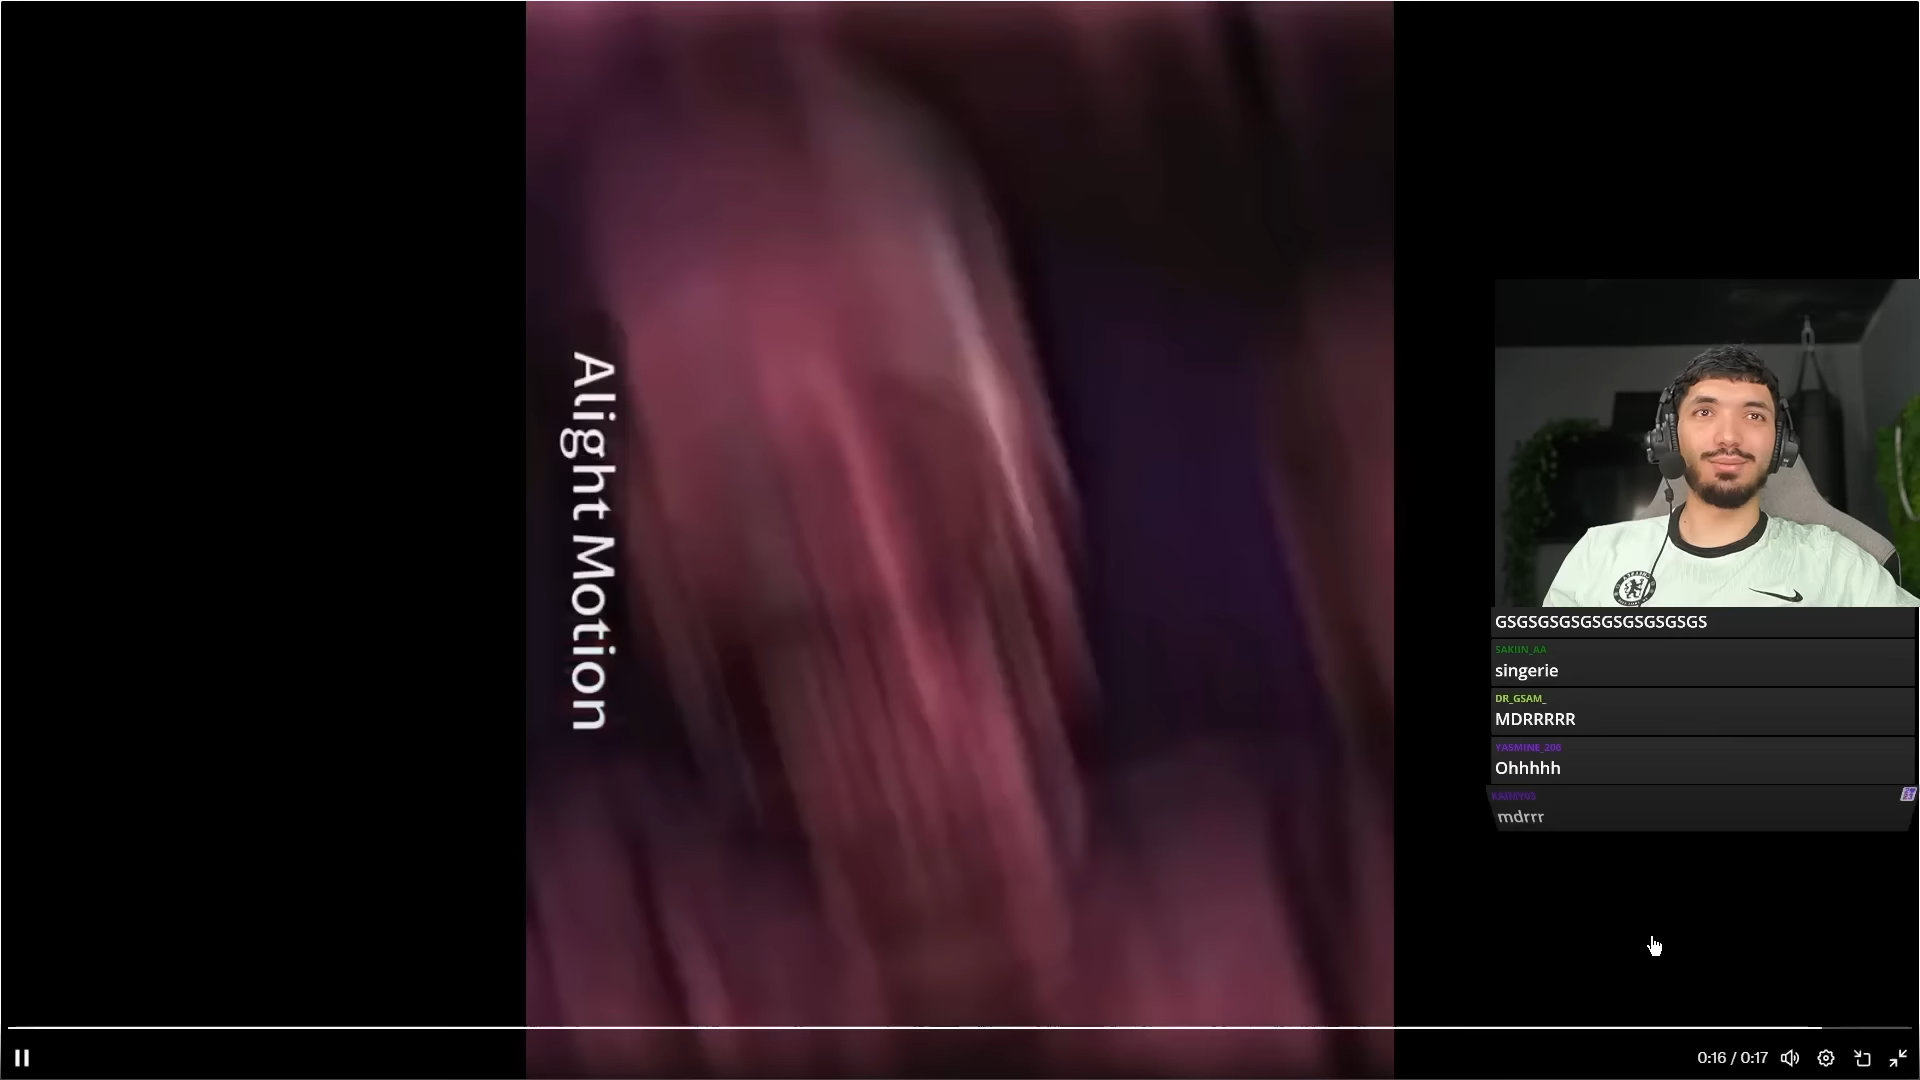 Alight Motion
GSGSGSGSGSGSGSGSGSGS
SAKIIN_AA
singerie
DR_GSAM_
MDRRRRR
YASMINE_206
Ohhhhh
mdrrr
0:16 / 0:17